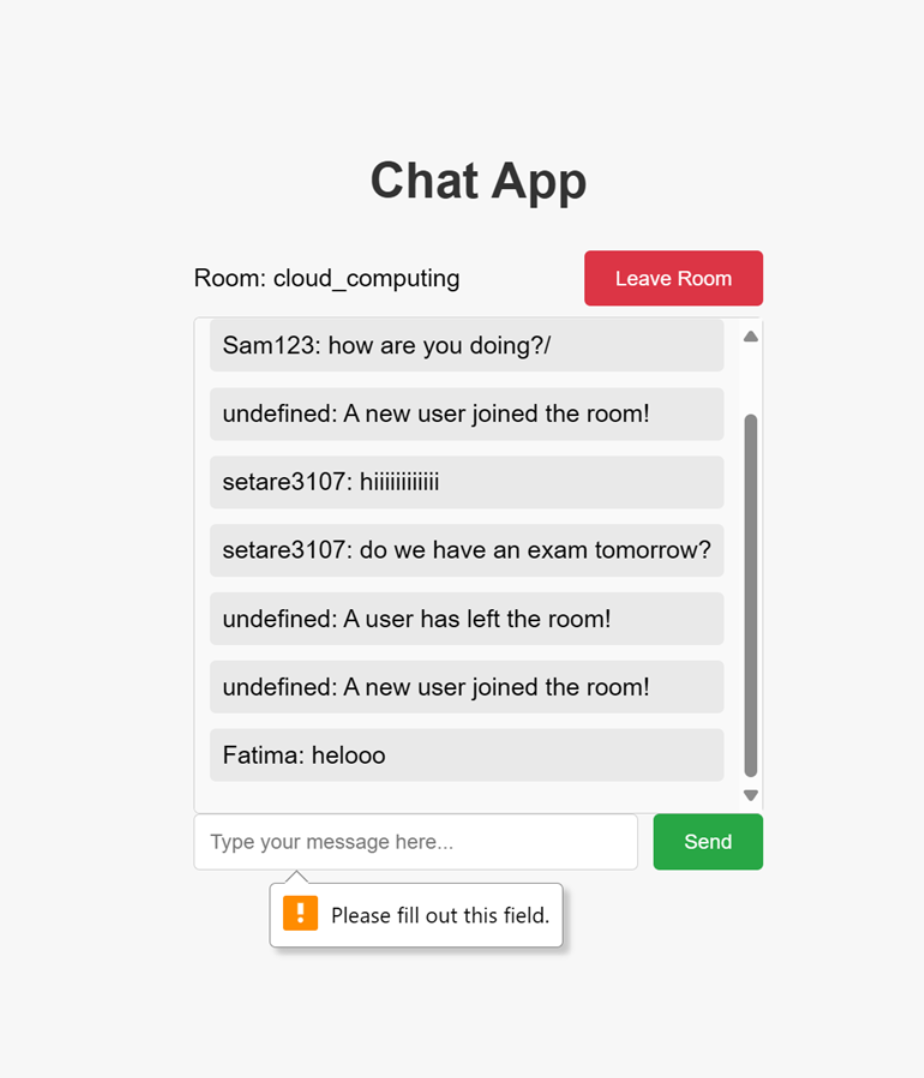 Chat App
Room: cloud_computing
Leave Room
Sam123: how are you doing?/
undefined: A new user joined the room!
setare3107: hiiiiiiiiiiiii
setare3107: do we have an exam tomorrow?
undefined: A user has left the room!
undefined: A new user joined the room!
Fatima: helooo
Type your message here...
Send
Please fill out this field.